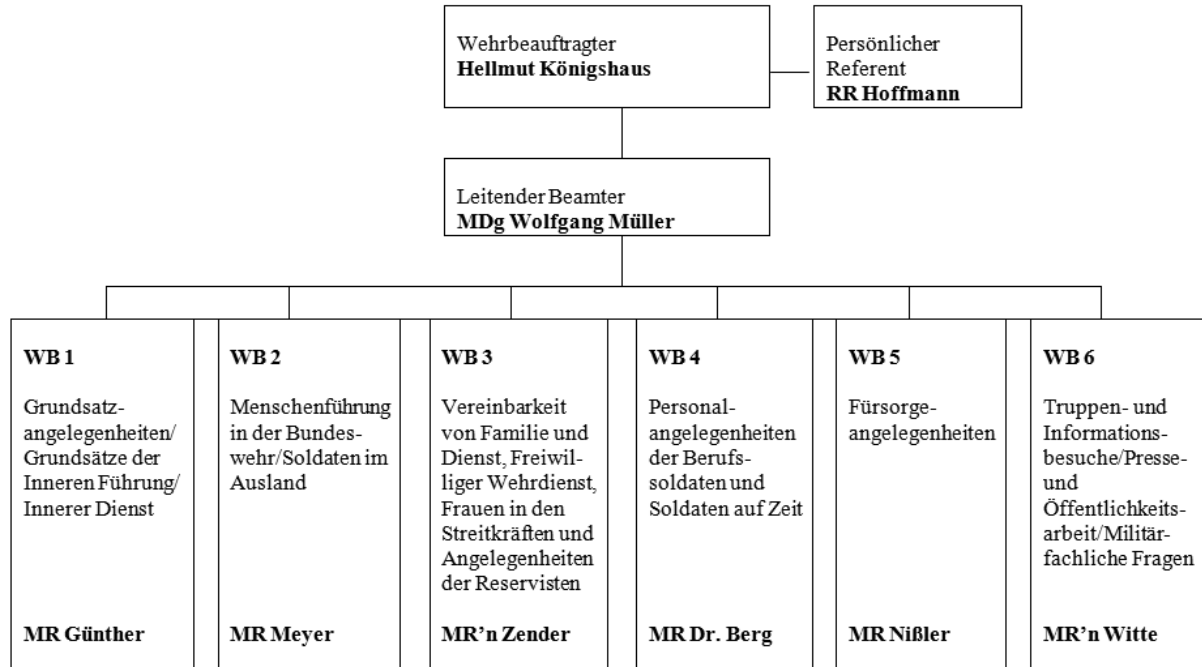 Wehrbeauftragter
Hellmut Königshaus
Persönlicher
Referent
RR Hoffmann
Leitender Beamter
MDg Wolfgang Müller
WB 1
Grundsatz-
angelegenheiten/
Grundsätze der
Inneren Führung/
Innerer Dienst
MR Günther
WB 2
Menschenführung
in der Bundes-
wehr/Soldaten im
Ausland
MR Meyer
WB 3
Vereinbarkeit
von Familie und
Dienst, Freiwil-
liger Wehrdienst,
Frauen in den
Streitkräften und
Angelegenheiten
der Reservisten
MR’n Zender
WB 4
Personal-
angelegenheiten
der Berufs-
soldaten und
Soldaten auf Zeit
MR Dr. Berg
WB 5
Fürsorge-
angelegenheiten
MR Nißler
WB 6
Truppen- und
Informations-
besuche/Presse-
und
Öffentlichkeits-
arbeit/Militär-
fachliche Fragen
MR’n Witte